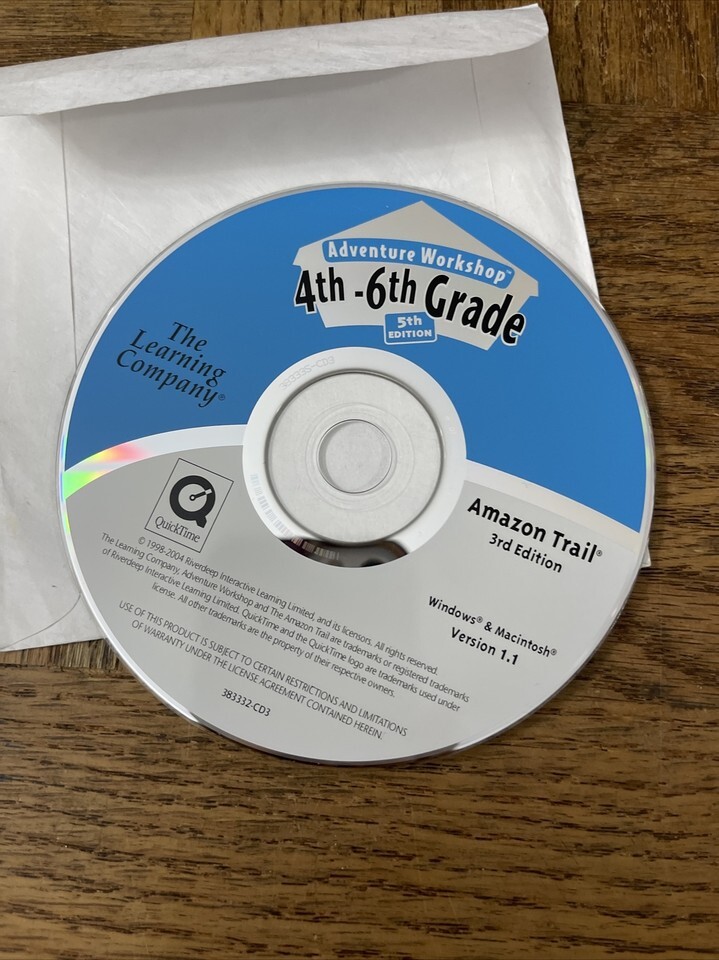 Adventure Workshop™
4th-6th Grade
5th
EDITION
The
Learning
Company®
383332-CD3
QuickTime
Amazon Trail®
3rd Edition
Windows® & Macintosh®
Version 1.1
© 1998-2004 Riverdeep Interactive Learning Limited, and its licensors. All rights reserved.
The Learning Company, Adventure Workshop and The Amazon Trail are trademarks or registered trademarks
of Riverdeep Interactive Learning Limited. QuickTime and the QuickTime logo are trademarks used under
license. All other trademarks are the property of their respective owners.
USE OF THIS PRODUCT IS SUBJECT TO CERTAIN RESTRICTIONS AND LIMITATIONS
OF WARRANTY UNDER THE LICENSE AGREEMENT CONTAINED HEREIN.
383332-CD3